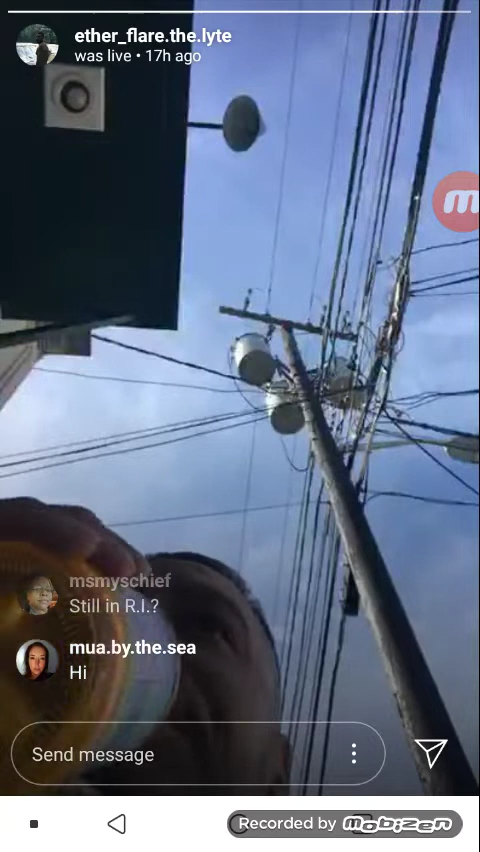 ether_flare.the.lyte
was live • 17h ago
msmyschief
Still in R.I.?
mua.by.the.sea
Hi
Send message
Recorded by mobizen